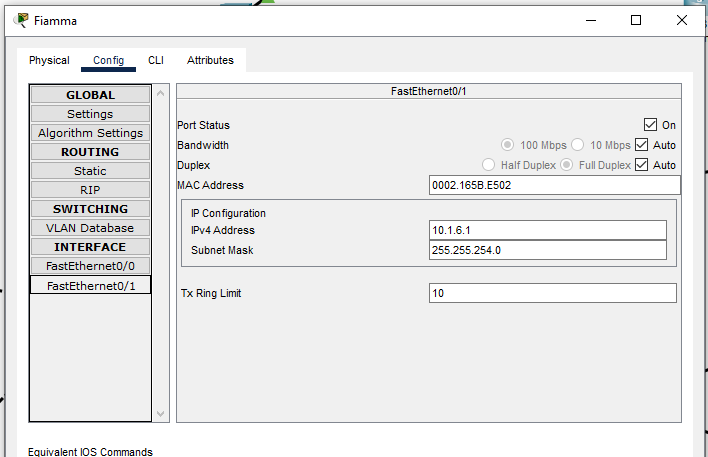 Fiamma
Physical Config CLI Attributes
GLOBAL
Settings
Algorithm Settings
ROUTING
Static
RIP
SWITCHING
VLAN Database
INTERFACE
FastEthernet0/0
FastEthernet0/1
FastEthernet0/1
Port Status On
Bandwidth 100 Mbps 10 Mbps Auto
Duplex Half Duplex Full Duplex Auto
MAC Address 0002.165B.E502
IP Configuration
IPv4 Address 10.1.6.1
Subnet Mask 255.255.254.0
Tx Ring Limit 10
Equivalent IOS Commands